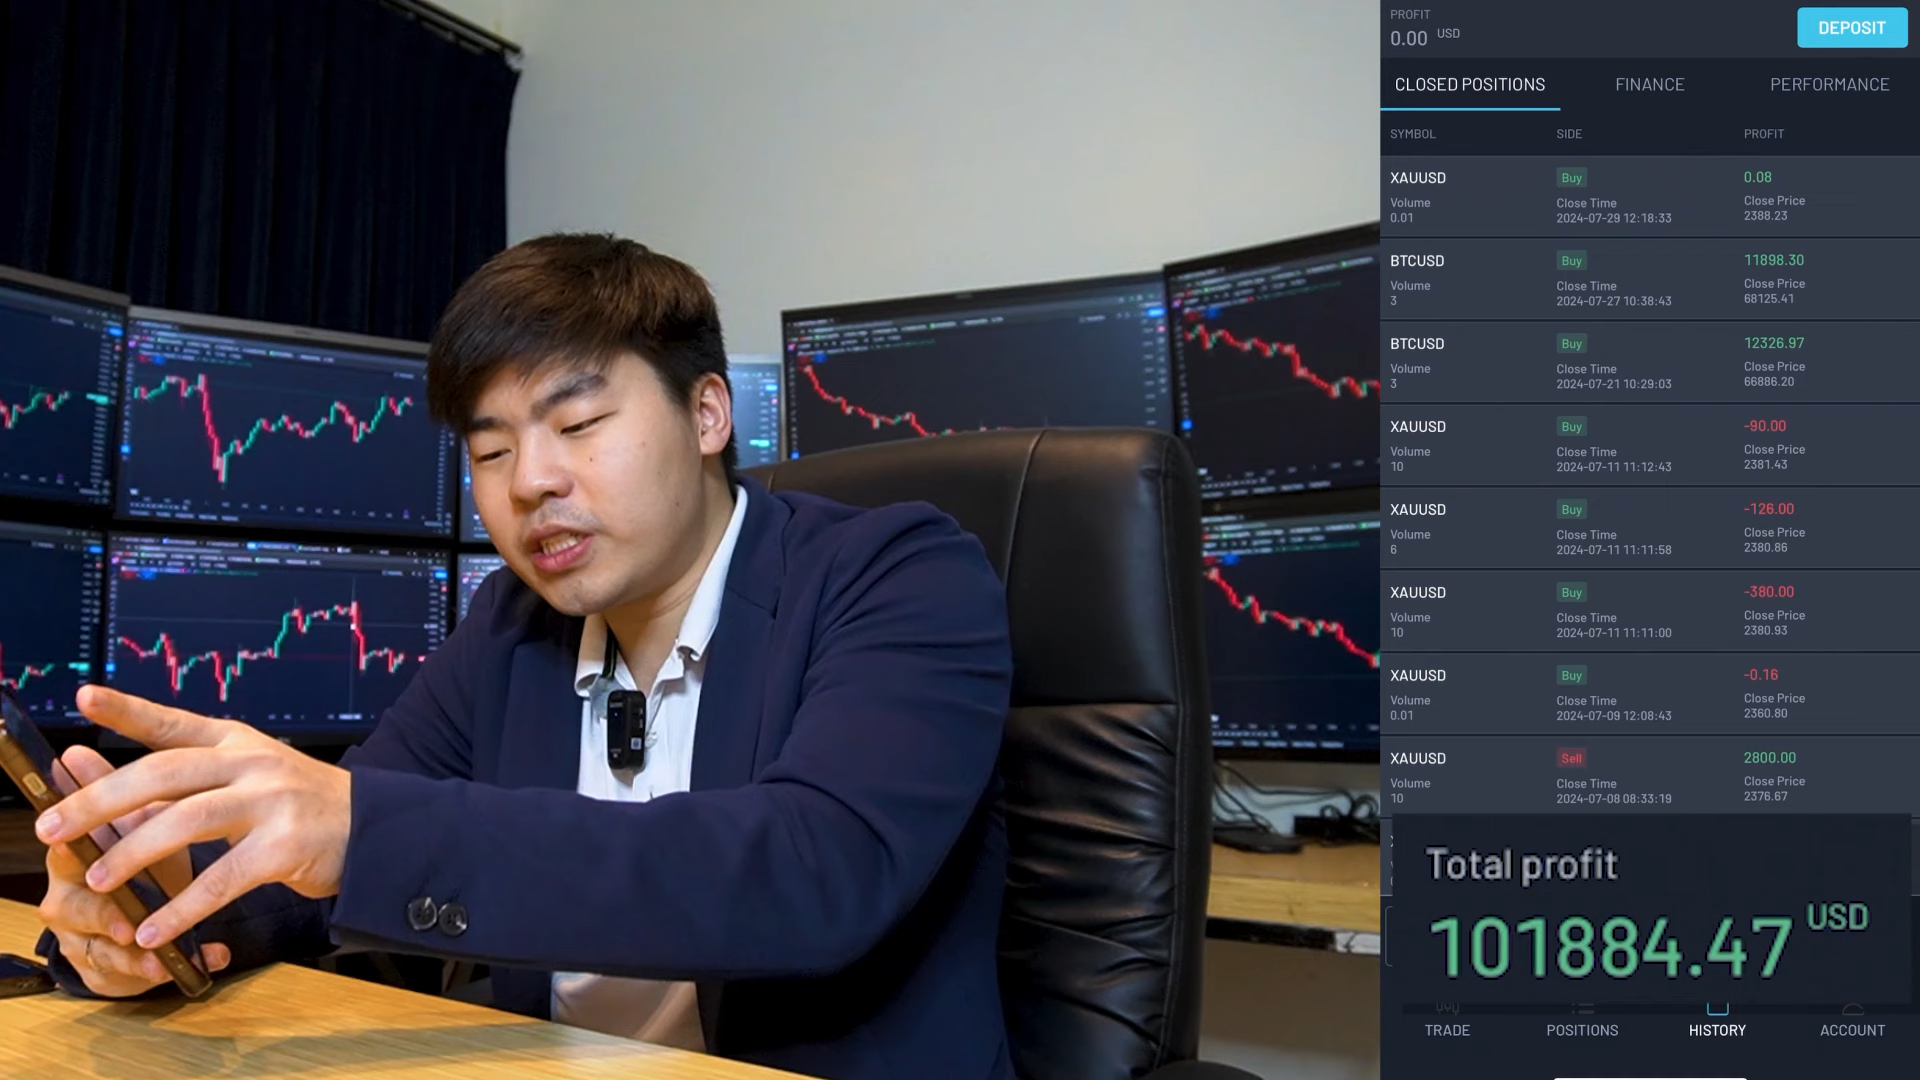 PROFIT
0.00 USD
DEPOSIT
CLOSED POSITIONS FINANCE PERFORMANCE
SYMBOL SIDE PROFIT
XAUUSD Buy 0.08
Volume Close Time Close Price
0.01 2024-07-29 12:18:33 2388.23
BTCUSD Buy 11898.30
Volume Close Time Close Price
3 2024-07-27 10:38:43 68125.41
BTCUSD Buy 12326.97
Volume Close Time Close Price
3 2024-07-21 10:29:03 66886.20
XAUUSD Buy -90.00
Volume Close Time Close Price
10 2024-07-11 11:12:43 2381.43
XAUUSD Buy -126.00
Volume Close Time Close Price
6 2024-07-11 11:11:58 2380.86
XAUUSD Buy -380.00
Volume Close Time Close Price
10 2024-07-11 11:11:00 2380.93
XAUUSD Buy -0.16
Volume Close Time Close Price
0.01 2024-07-09 12:08:43 2360.80
XAUUSD Sell 2800.00
Volume Close Time Close Price
10 2024-07-08 08:33:19 2376.67
Total profit
101884.47 USD
TRADE POSITIONS HISTORY ACCOUNT